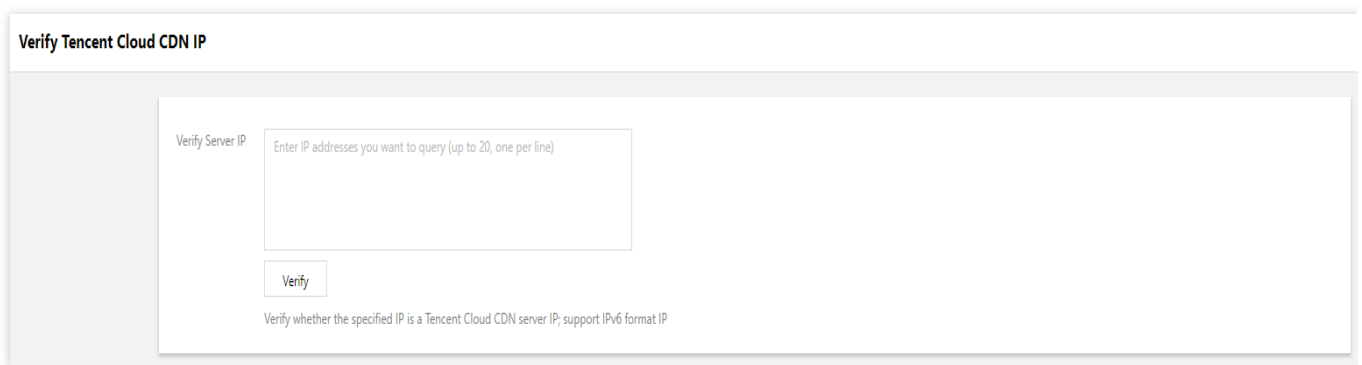 Verify Tencent Cloud CDN IP
Verify Server IP
Enter IP addresses you want to query (up to 20, one per line)
Verify
Verify whether the specified IP is a Tencent Cloud CDN server IP; support IPv6 format IP